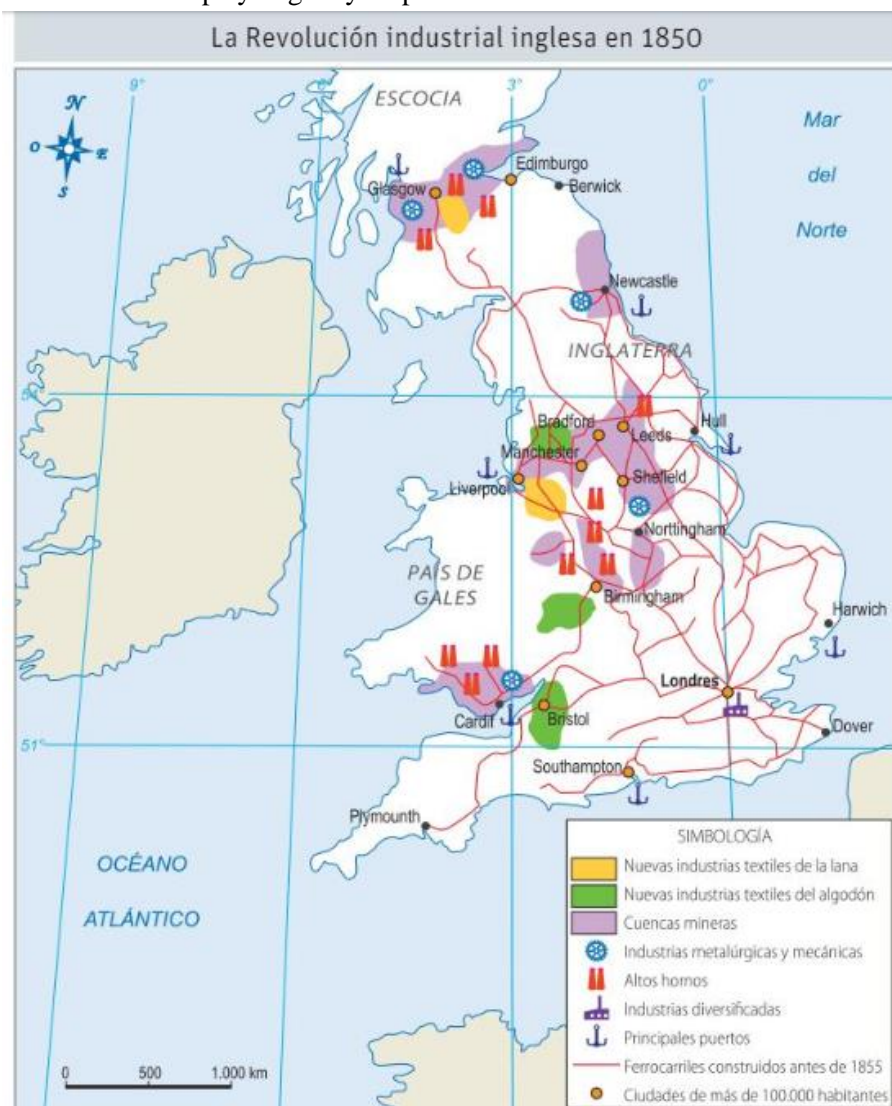 La Revolución industrial inglesa en 1850
9°
3°
0°
N
O
E
S
ESCOCIA
Mar
del
Norte
Edimburgo
Glasgow
Berwick
Newcastle
INGLATERRA
Bradford
Leeds
Hull
Manchester
Liverpool
Shefield
Norttingham
PAÍS DE
GALES
Birmingham
Harwich
Londres
Cardif
Bristol
Dover
51°
Southampton
Plymounth
OCÉANO
ATLÁNTICO
0 500 1.000 km
SIMBOLOGÍA
Nuevas industrias textiles de la lana
Nuevas industrias textiles del algodón
Cuencas mineras
Industrias metalúrgicas y mecánicas
Altos hornos
Industrias diversificadas
Principales puertos
Ferrocarriles construidos antes de 1855
Ciudades de más de 100.000 habitantes